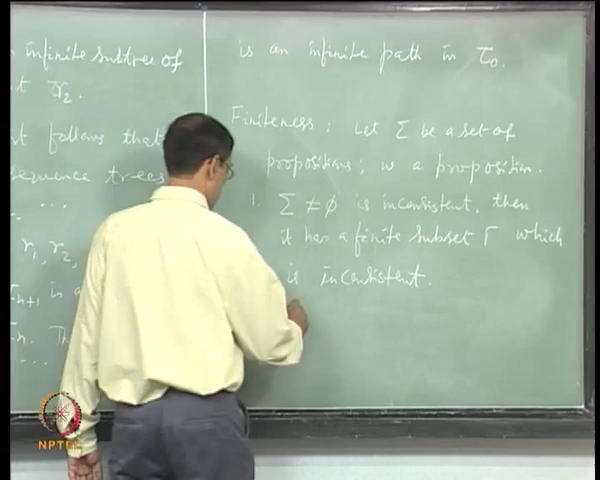 infinite subtree of
t τ₂.
it follows that
sequence trees
.. ...
r₁, r₂,
n+1 is a
n. Th
...
is an infinite path in τ₀.
Finiteness : Let Σ be a set of
propositions ; w a proposition.
1. Σ ≠ ϕ is inconsistent, then
it has a finite subset Γ which
is inconsistent.
NPTEL